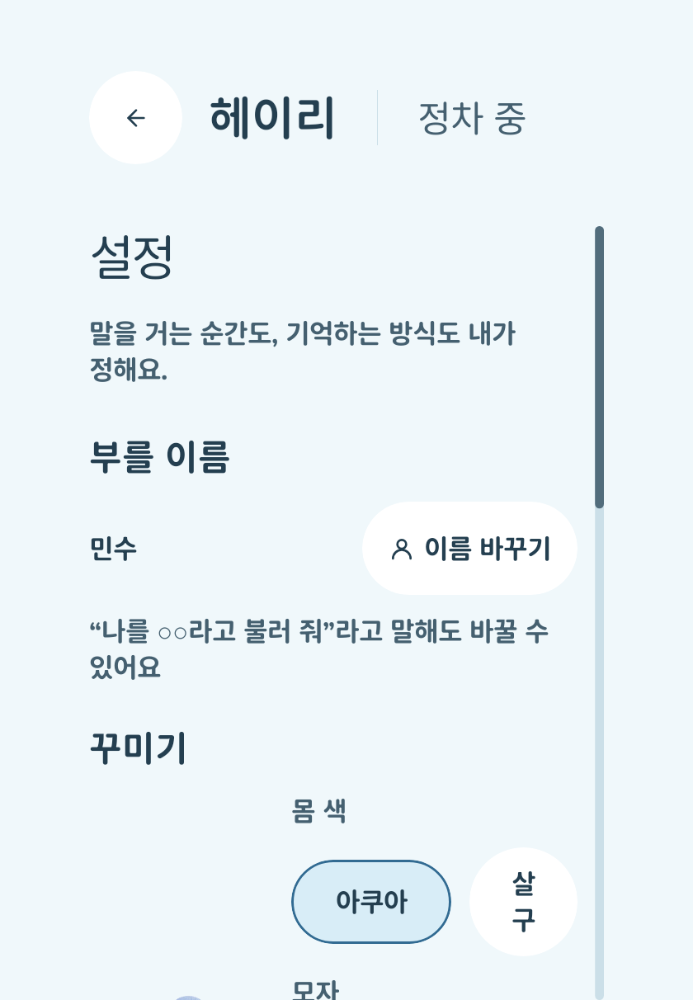 헤이리
정차 중
설정
말을 거는 순간도, 기억하는 방식도 내가
정해요.
부를 이름
민수
이름 바꾸기
“나를 ○○라고 불러 줘”라고 말해도 바꿀 수
있어요
꾸미기
몸 색
아쿠아
살
구
모자